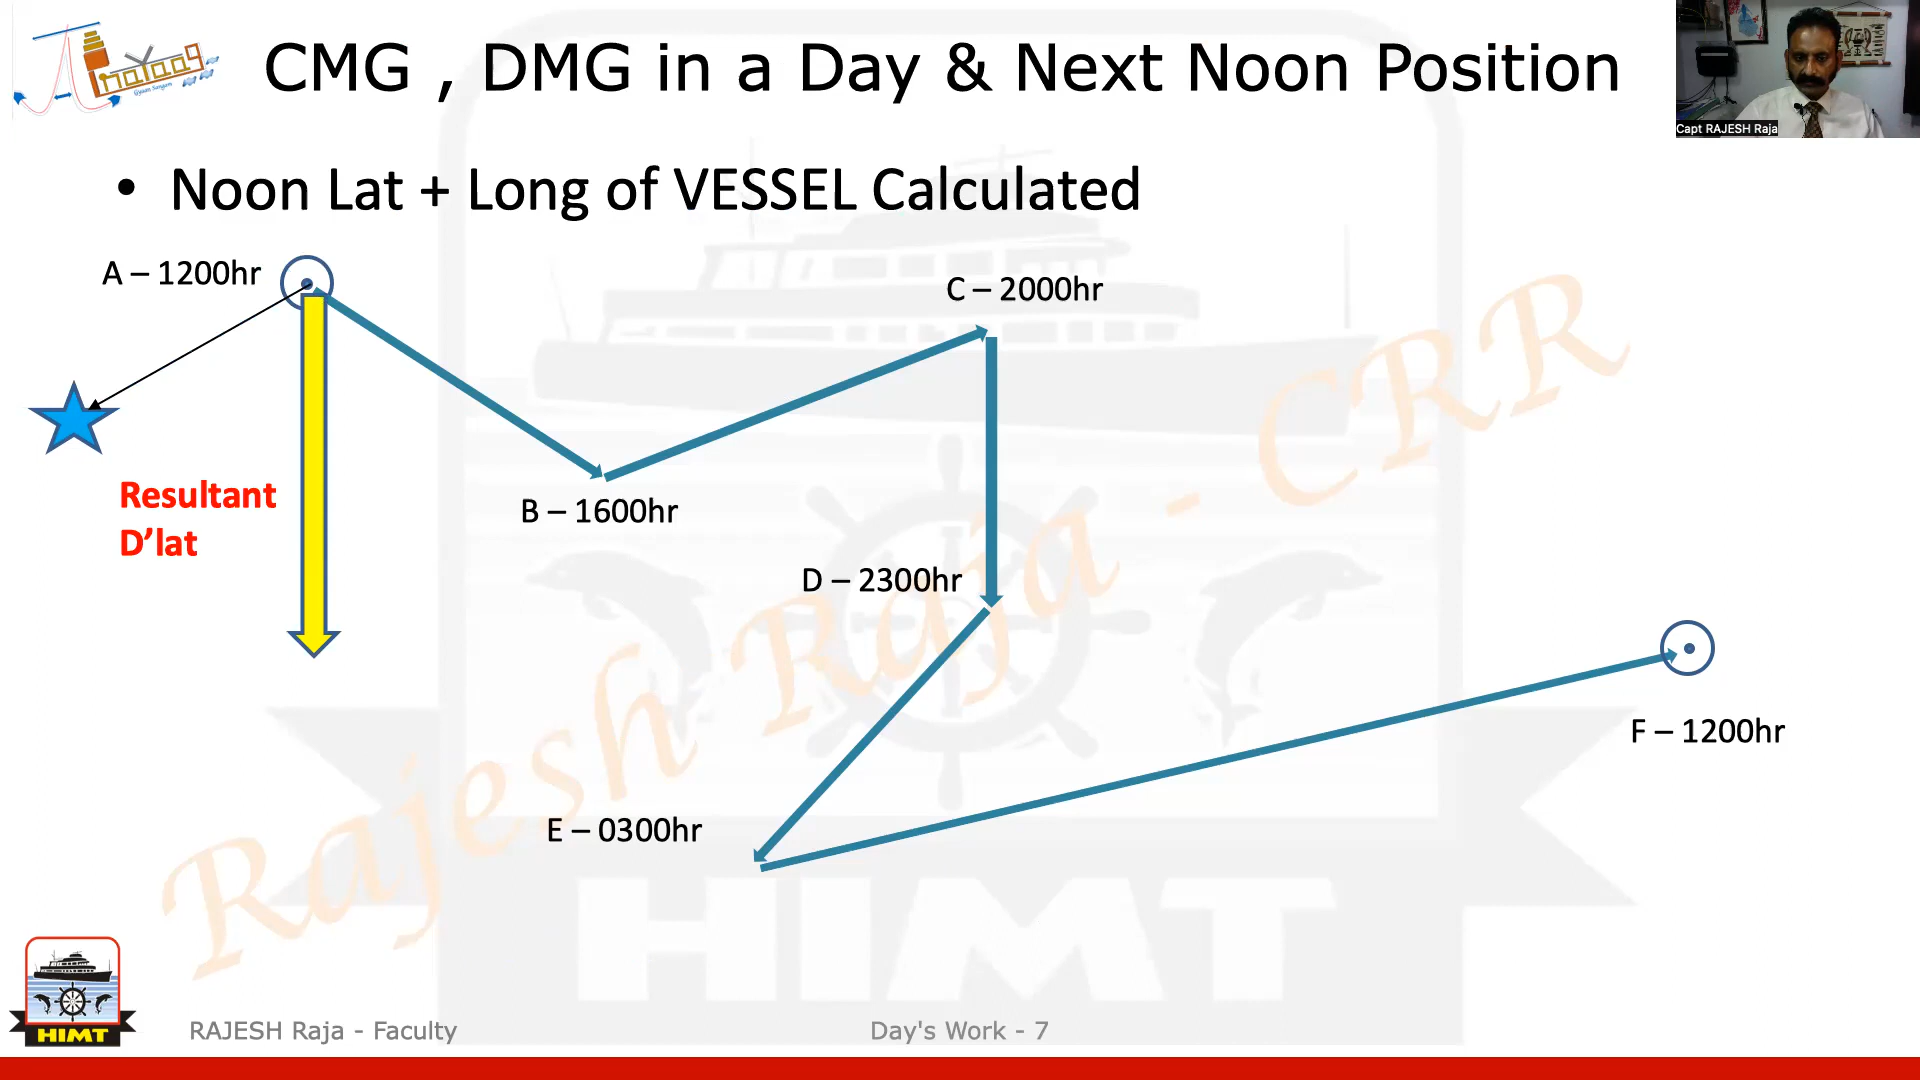 CMG , DMG in a Day & Next Noon Position
Capt RAJESH Raja
• Noon Lat + Long of VESSEL Calculated
A – 1200hr
C – 2000hr
Resultant
D’lat
B – 1600hr
D – 2300hr
F – 1200hr
E – 0300hr
Rajesh Raja - CRR
HIMT
HIMT
RAJESH Raja - Faculty
Day's Work - 7